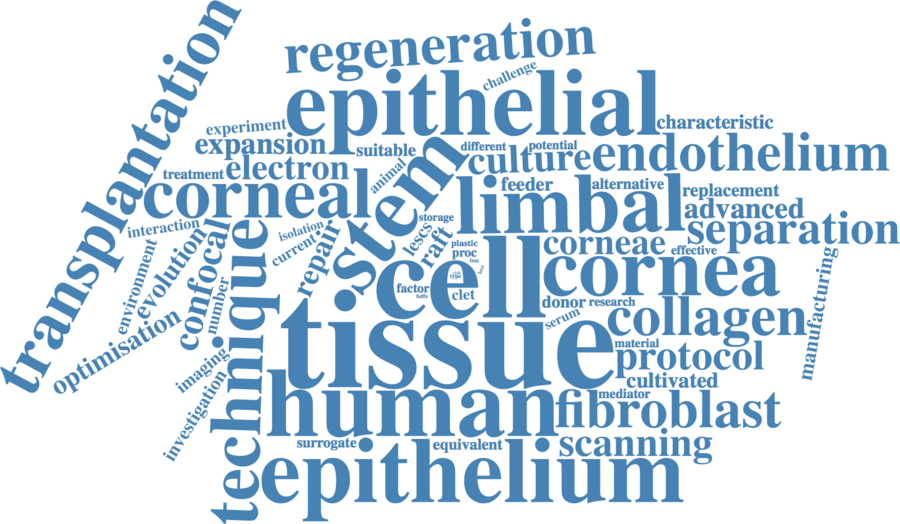 transplantation
regeneration
challenge
epithelial
experiment
characteristic
expansion
suitable
different
potential
culture
endothelium
treatment
electron
animal
stem
corneal
feeder
alternative
replacement
limbal
advanced
interaction
isolation
storage
separation
current
repair
lescs
raft
plastic
proc
corneae
effective
environment
evolution
confocal
number
technique
cell
cornea
factor
hdfs
clet
donor
research
serum
collagen
manufacturing
optimisation
tissue
material
protocol
imaging
cultivated
investigation
human
mediator
fibroblast
surrogate
equivalent
scanning
epithelium